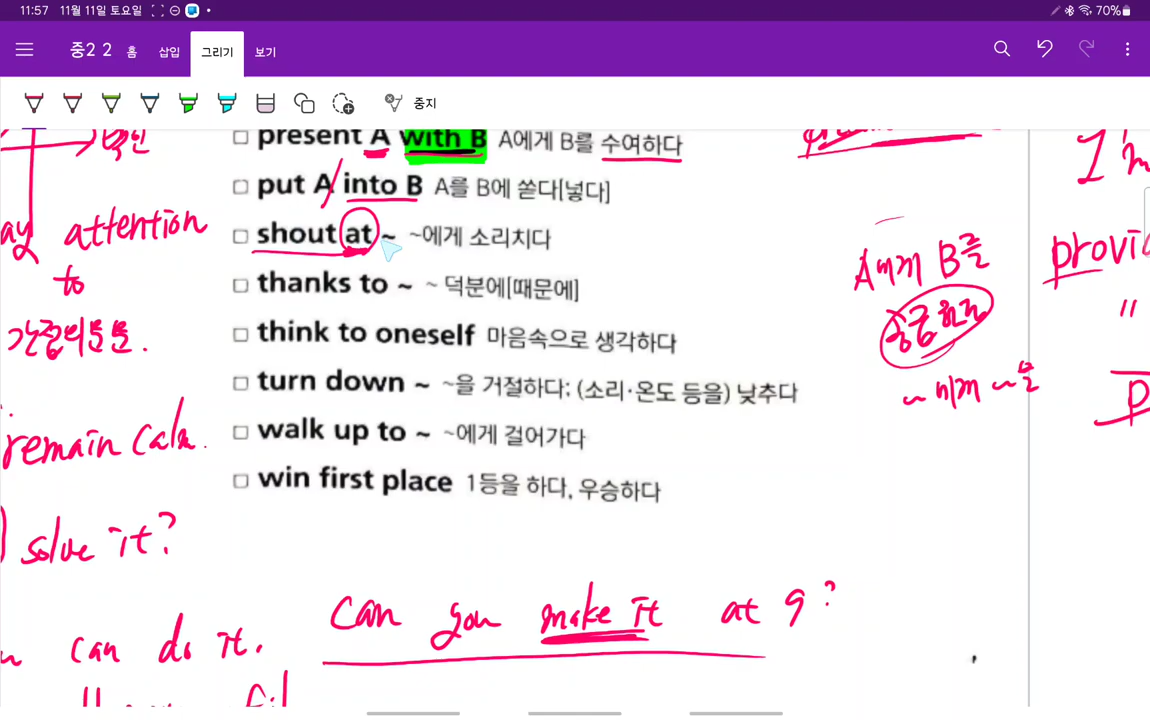 11:57 11월 11일 토요일 70%
중2 2 홈 삽입 그리기 보기
중지
present A with B A에게 B를 수여하다
put A into B A를 B에 쏟다[넣다]
shout at ~ ~에게 소리치다
thanks to ~ ~ 덕분에[때문에]
think to oneself 마음속으로 생각하다
turn down ~ ~을 거절하다: (소리·온도 등을) 낮추다
walk up to ~ ~에게 걸어가다
win first place 1등을 하다, 우승하다
attention
to
간접의문문.
remain calm.
solve it?
can do it.
Can you make it at 9?
A에게 B를
공급하다
~에게 ~을